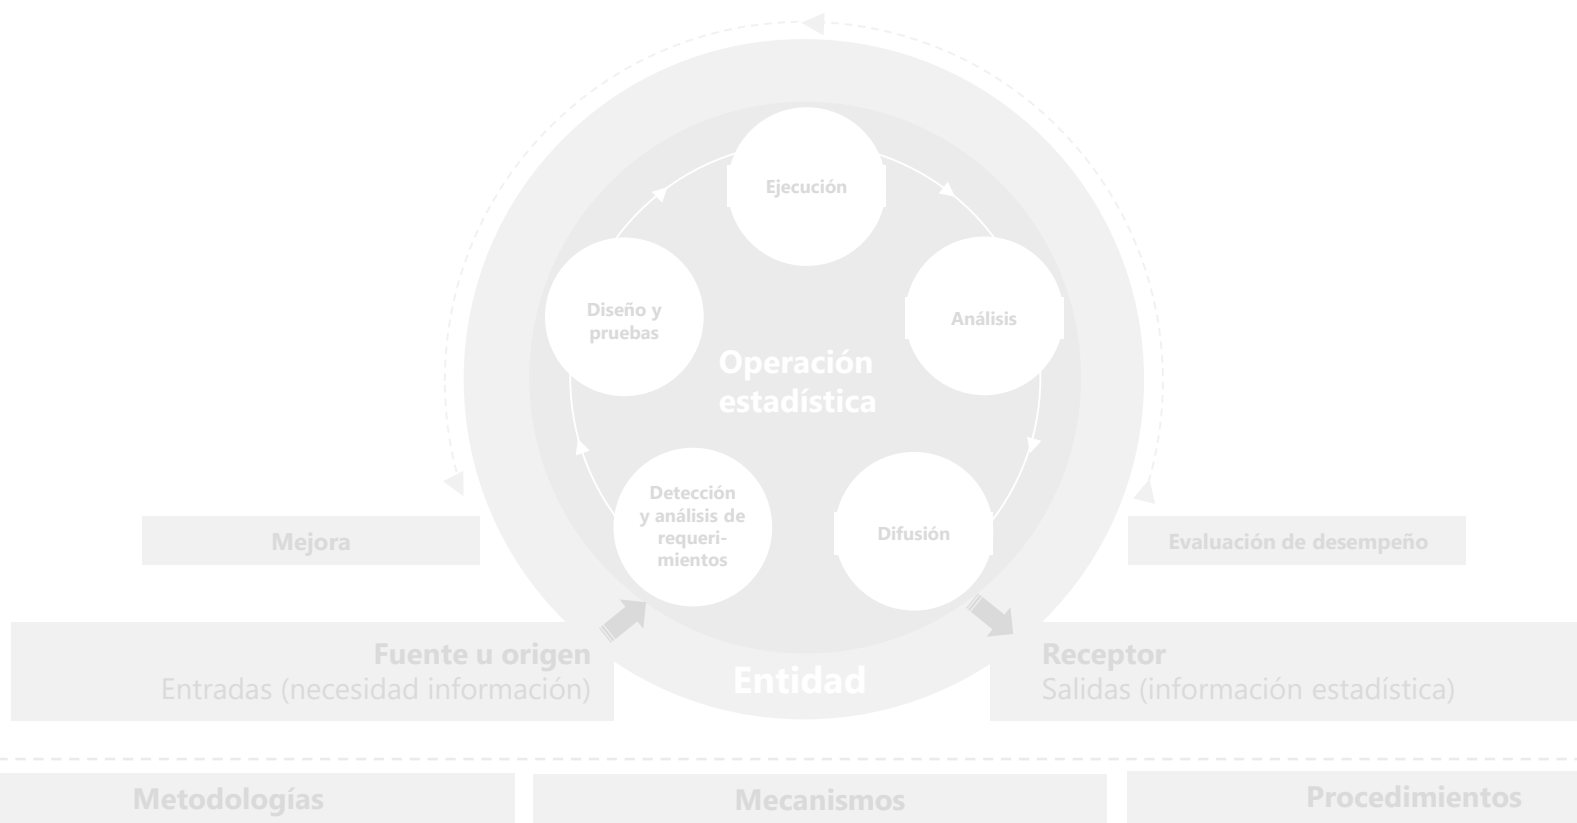 Ejecución
Diseño y
pruebas
Análisis
Operación
estadística
Detección
y análisis de
requeri-
mientos
Difusión
Mejora
Evaluación de desempeño
Fuente u origen
Entradas (necesidad información)
Entidad
Receptor
Salidas (información estadística)
Metodologías
Mecanismos
Procedimientos